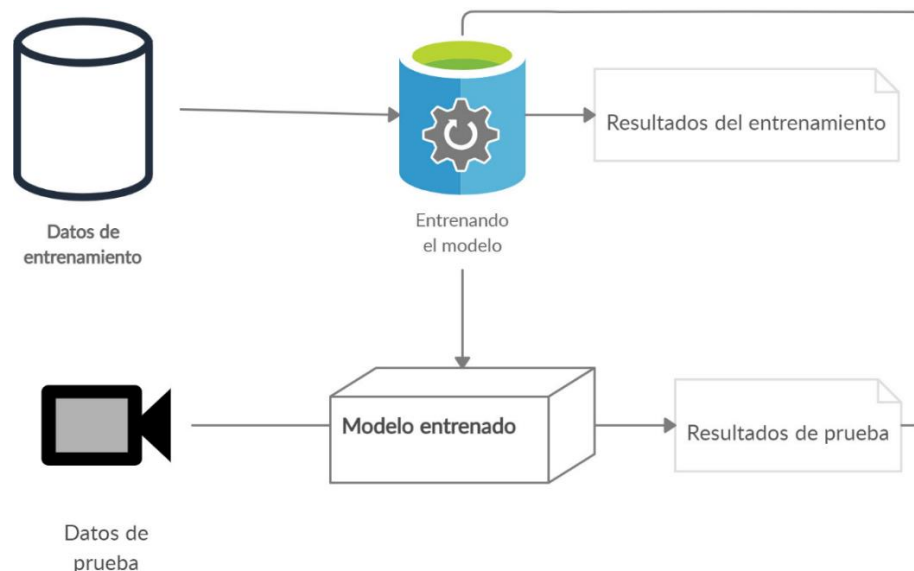 Resultados del entrenamiento
Datos de
entrenamiento
Entrenando
el modelo
Modelo entrenado
Resultados de prueba
Datos de
prueba